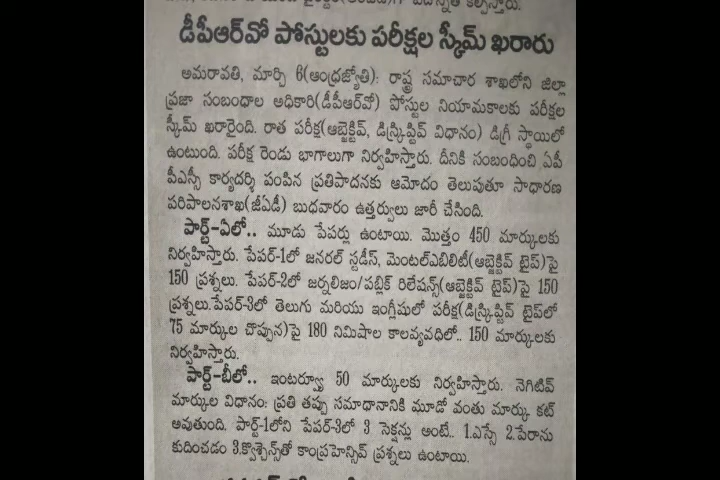 కల్పిస్తారు.
డీపీఆర్‌వో పోస్టులకు పరీక్షల స్కీమ్ ఖరారు
అమరావతి, మార్చి 6(ఆంధ్రజ్యోతి): రాష్ట్ర సమాచార శాఖలోని జిల్లా
ప్రజా సంబంధాల అధికారి(డీపీఆర్‌వో) పోస్టుల నియామకాలకు పరీక్షల
స్కీమ్ ఖరారైంది. రాత పరీక్ష(ఆబ్జెక్టివ్, డిస్ర్కిప్టివ్ విధానం) డిగ్రీ స్థాయిలో
ఉంటుంది. పరీక్ష రెండు భాగాలుగా నిర్వహిస్తారు. దీనికి సంబంధించి ఏపీ
పీఎస్సీ కార్యదర్శి పంపిన ప్రతిపాదనకు ఆమోదం తెలుపుతూ సాధారణ
పరిపాలనశాఖ(జీఏడీ) బుధవారం ఉత్తర్వులు జారీ చేసింది.
పార్ట్-ఏలో.. మూడు పేపర్లు ఉంటాయి. మొత్తం 450 మార్కులకు
నిర్వహిస్తారు. పేపర్-1లో జనరల్ స్టడీస్, మెంటల్ఎబిలిటీ(ఆబ్జెక్టివ్ టైప్)పై
150 ప్రశ్నలు. పేపర్-2లో జర్నలిజం/పబ్లిక్ రిలేషన్స్(ఆబ్జెక్టివ్ టైప్)పై 150
ప్రశ్నలు.పేపర్-3లో తెలుగు మరియు ఇంగ్లీషులో పరీక్ష(డిస్ర్కిప్టివ్ టైప్‌లో
75 మార్కుల చొప్పున)పై 180 నిమిషాల కాలవ్యవధిలో.. 150 మార్కులకు
నిర్వహిస్తారు.
పార్ట్-బీలో.. ఇంటర్వ్యూ 50 మార్కులకు నిర్వహిస్తారు. నెగిటివ్
మార్కుల విధానం: ప్రతి తప్పు సమాధానానికి మూడో వంతు మార్కు కట్
అవుతుంది. పార్ట్-1లోని పేపర్-3లో 3 సెక్షన్లు అంటే.. 1.ఎస్సే 2.పేరాను
కుదించడం 3.క్వొశ్చెన్స్‌తో కాంప్రహెన్సివ్ ప్రశ్నలు ఉంటాయి.